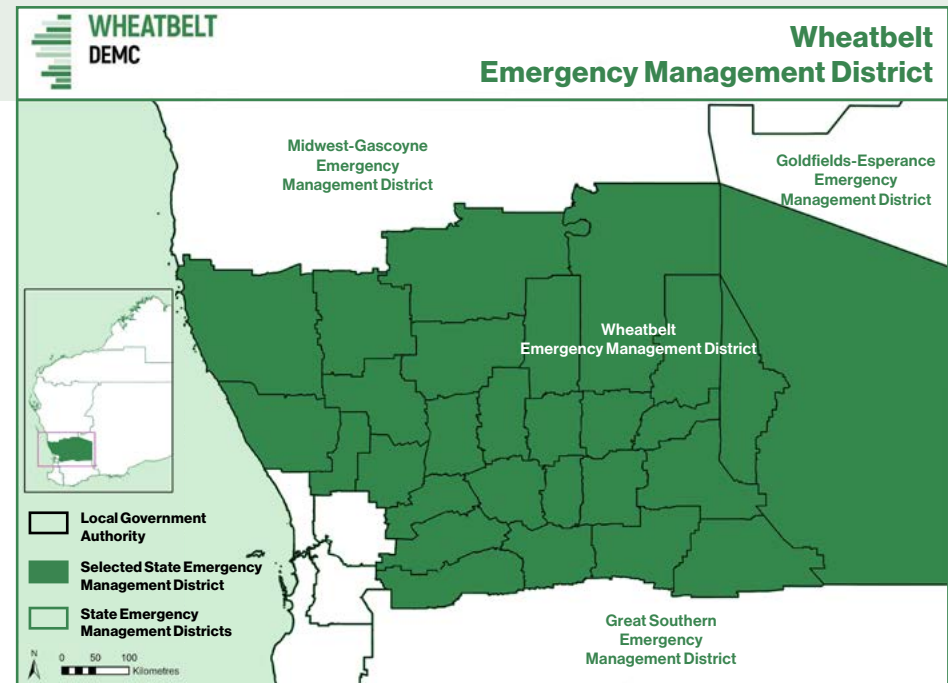 WHEATBELT
DEMC
Wheatbelt
Emergency Management District
Midwest-Gascoyne
Emergency
Management District
Goldfields-Esperance
Emergency
Management District
Wheatbelt
Emergency Management District
Local Government
Authority
Selected State Emergency
Management District
State Emergency
Management Districts
Great Southern
Emergency
Management District
N
0 50 100
Kilometres